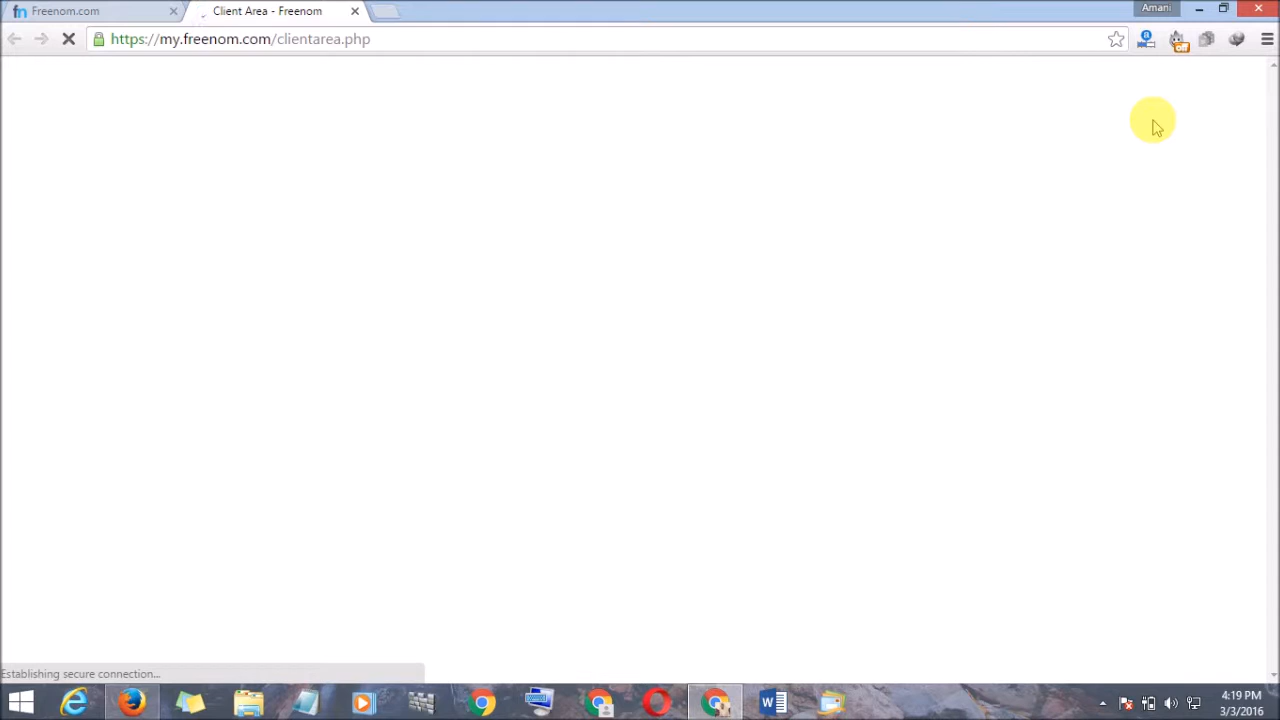 Freenom.com
Client Area - Freenom
Amani
https://my.freenom.com/clientarea.php
a
off
Establishing secure connection...
4:19 PM
3/3/2016